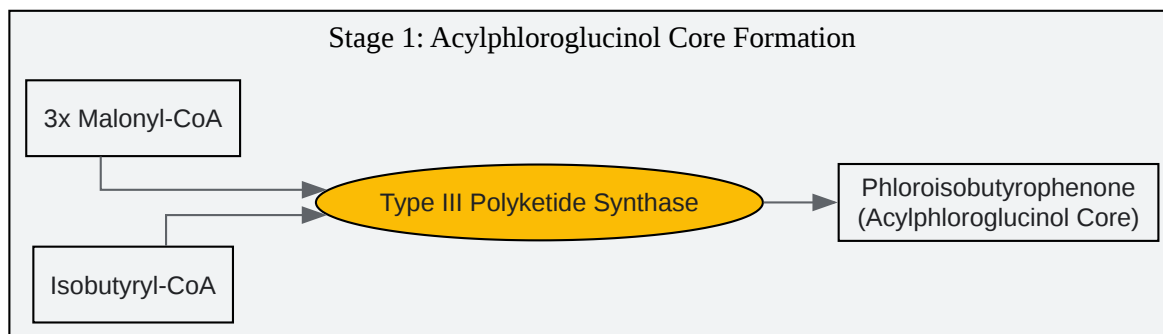 Stage 1: Acylphloroglucinol Core Formation
3x Malonyl-CoA
Isobutyryl-CoA
Type III Polyketide Synthase
Phloroisobutyrophenone
(Acylphloroglucinol Core)